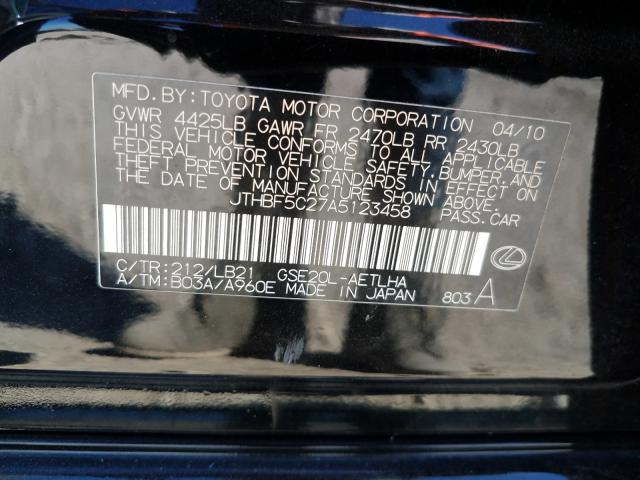 MFD. BY: TOYOTA MOTOR CORPORATION 04/10
GVWR 4425LB GAWR FR 2470LB RR 2430LB
THIS VEHICLE CONFORMS TO ALL APPLICABLE
FEDERAL MOTOR VEHICLE SAFETY, BUMPER, AND
THEFT PREVENTION STANDARDS IN EFFECT ON
THE DATE OF MANUFACTURE SHOWN ABOVE.
JTHBF5C27A5123458 PASS.CAR
C/TR:212/LB21 GSE20L-AETLHA
A/TM:B03A/A960E MADE IN JAPAN 803 A